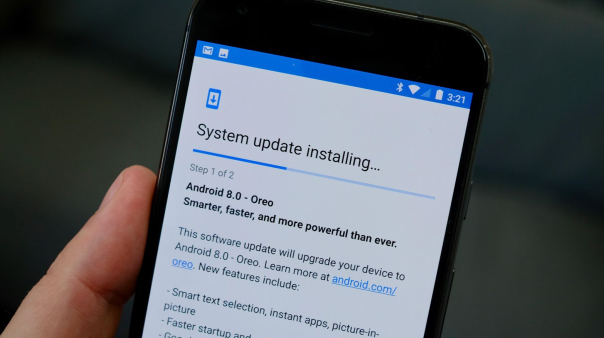 3:21
System update installing...
Step 1 of 2
Android 8.0 - Oreo
Smarter, faster, and more powerful than ever.
This software update will upgrade your device to
Android 8.0 - Oreo. Learn more at android.com/
oreo. New features include:
- Smart text selection, instant apps, picture-in-
picture
- Faster startup and